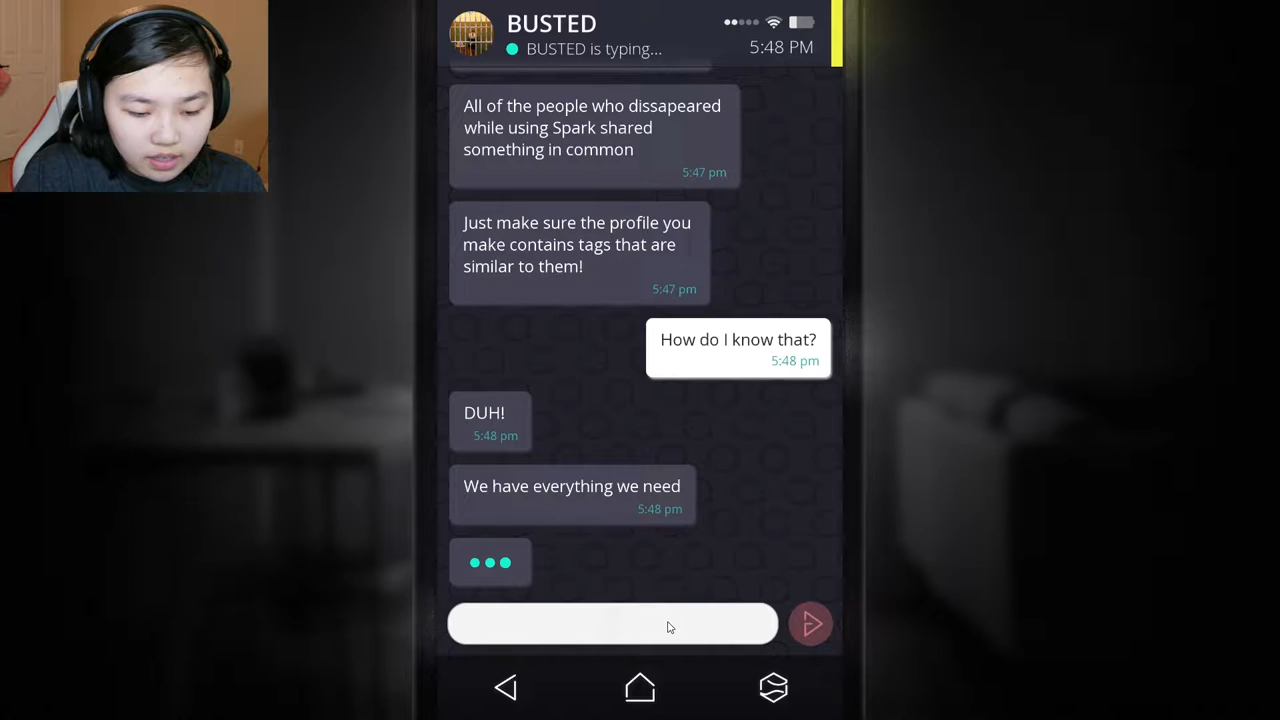 BUSTED
BUSTED is typing...
5:48 PM
All of the people who dissapeared
while using Spark shared
something in common
5:47 pm
Just make sure the profile you
make contains tags that are
similar to them!
5:47 pm
How do I know that?
5:48 pm
DUH!
5:48 pm
We have everything we need
5:48 pm